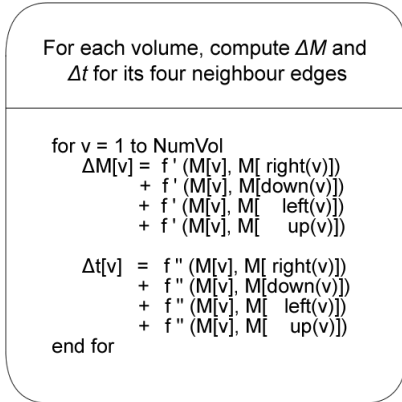 For each volume, compute ΔM and
Δt for its four neighbour edges
for v = 1 to NumVol
ΔM[v] = f ' (M[v], M[ right(v)])
+ f ' (M[v], M[down(v)])
+ f ' (M[v], M[ left(v)])
+ f ' (M[v], M[ up(v)])
Δt[v] = f " (M[v], M[ right(v)])
+ f " (M[v], M[down(v)])
+ f " (M[v], M[ left(v)])
+ f " (M[v], M[ up(v)])
end for